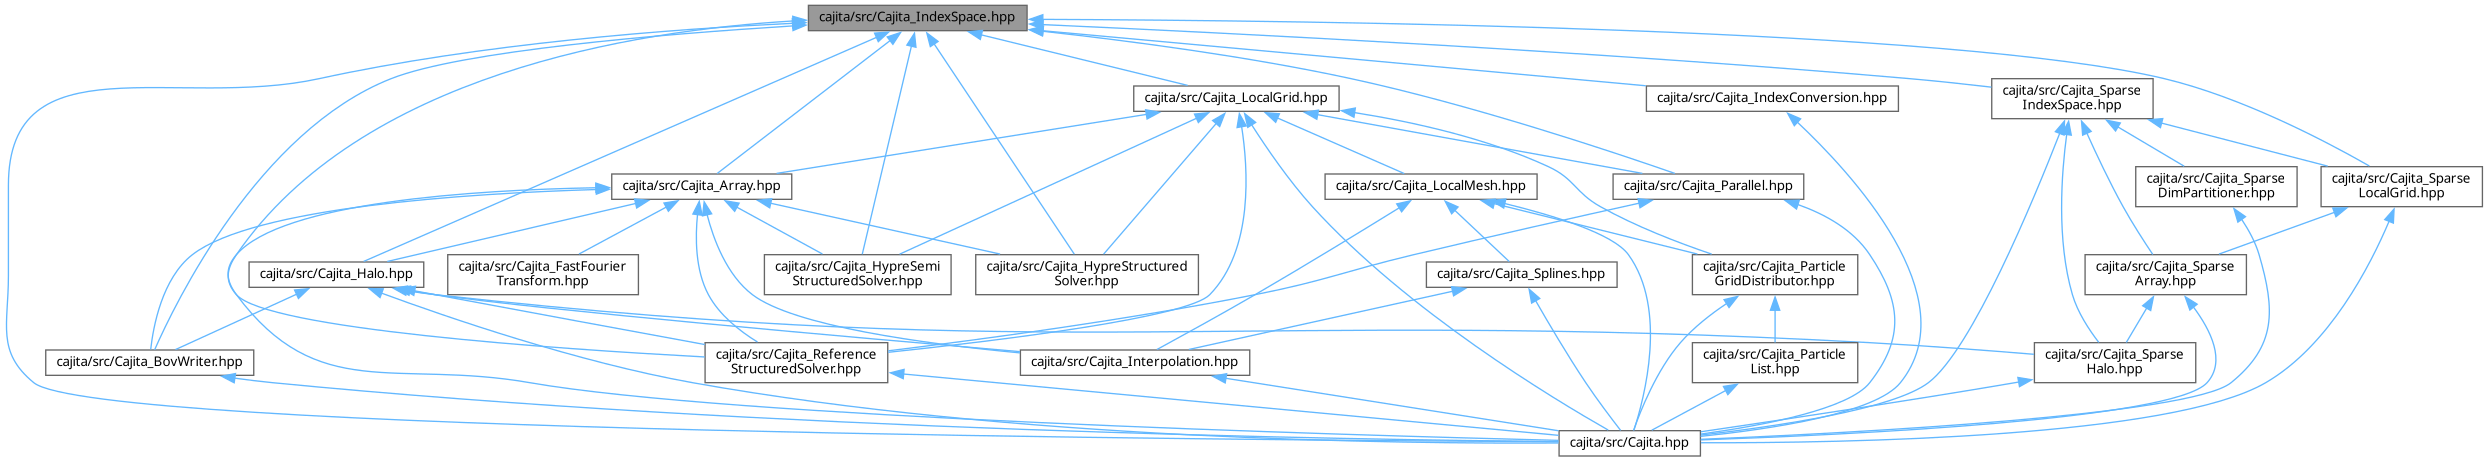 cajita/src/Cajita_IndexSpace.hpp
cajita/src/Cajita_LocalGrid.hpp
cajita/src/Cajita_IndexConversion.hpp
cajita/src/Cajita_Sparse
IndexSpace.hpp
cajita/src/Cajita_Array.hpp
cajita/src/Cajita_LocalMesh.hpp
cajita/src/Cajita_Parallel.hpp
cajita/src/Cajita_Sparse
DimPartitioner.hpp
cajita/src/Cajita_Sparse
LocalGrid.hpp
cajita/src/Cajita_Halo.hpp
cajita/src/Cajita_FastFourier
Transform.hpp
cajita/src/Cajita_HypreSemi
StructuredSolver.hpp
cajita/src/Cajita_HypreStructured
Solver.hpp
cajita/src/Cajita_Splines.hpp
cajita/src/Cajita_Particle
GridDistributor.hpp
cajita/src/Cajita_Sparse
Array.hpp
cajita/src/Cajita_BovWriter.hpp
cajita/src/Cajita_Reference
StructuredSolver.hpp
cajita/src/Cajita_Interpolation.hpp
cajita/src/Cajita_Particle
List.hpp
cajita/src/Cajita_Sparse
Halo.hpp
cajita/src/Cajita.hpp